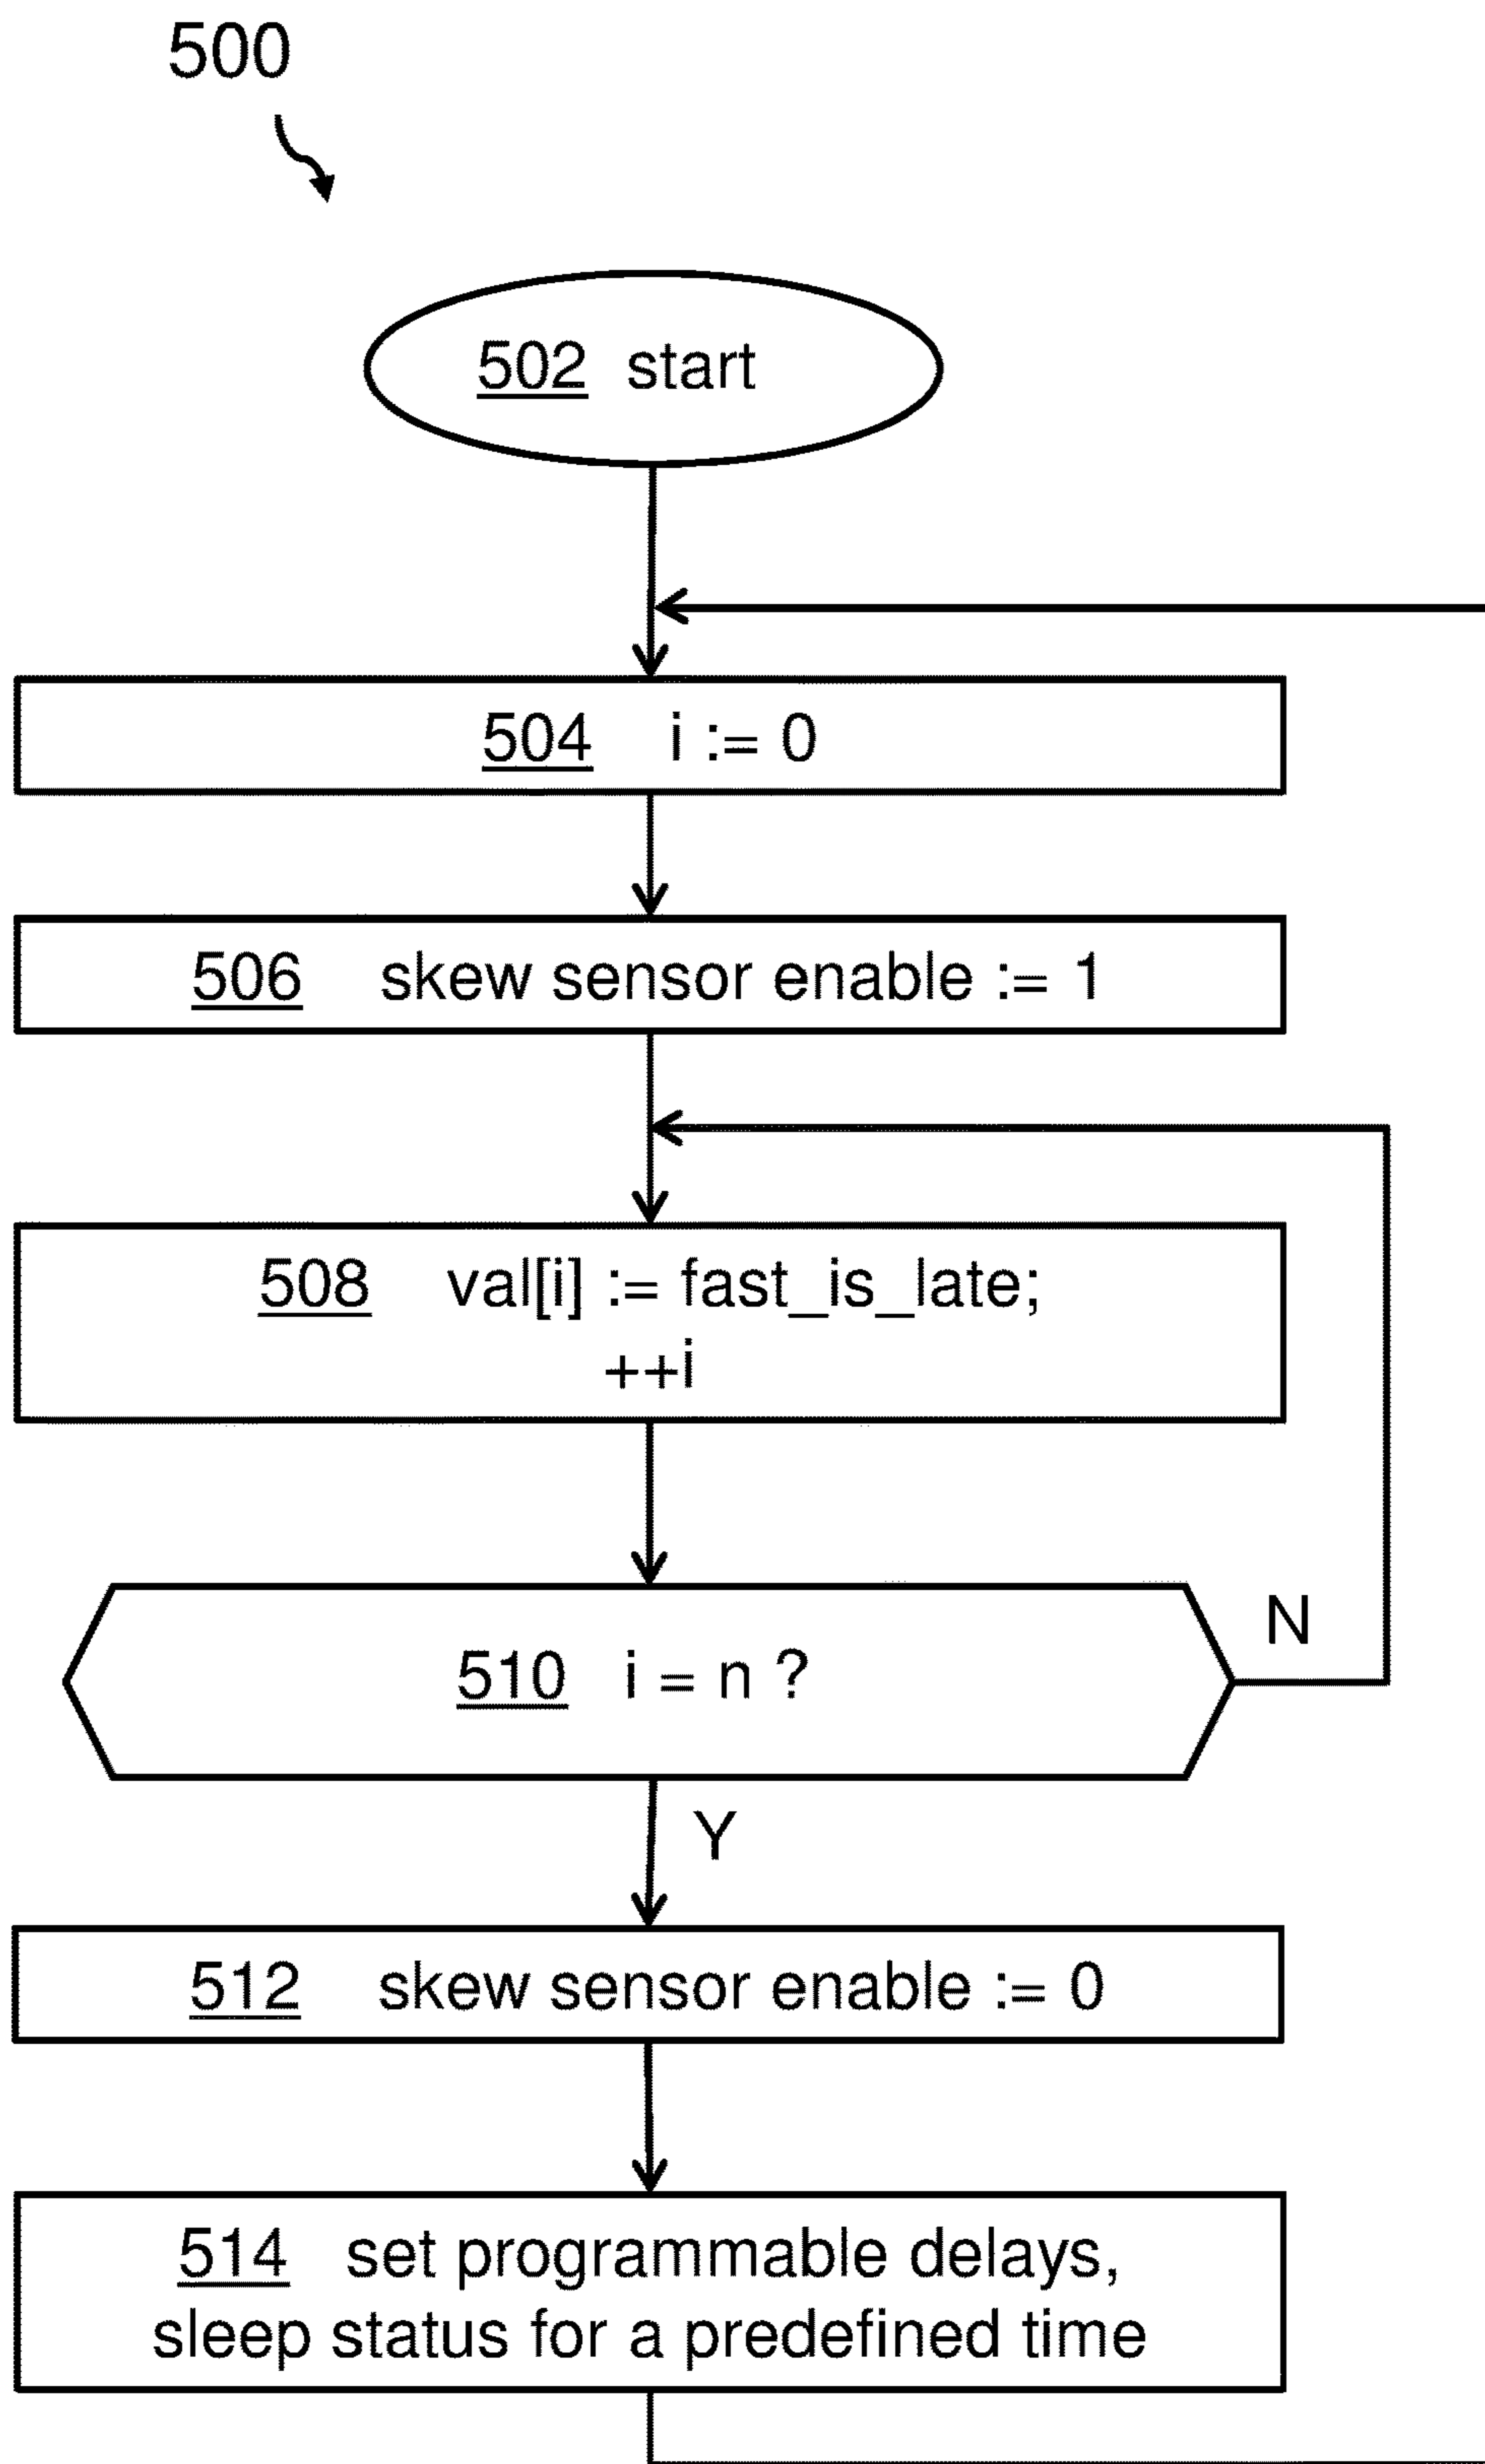 500
502 start
504 i := 0
506 skew sensor enable := 1
508 val[i] := fast_is_late;
++i
510 i = n ?
N
Y
512 skew sensor enable := 0
514 set programmable delays,
sleep status for a predefined time